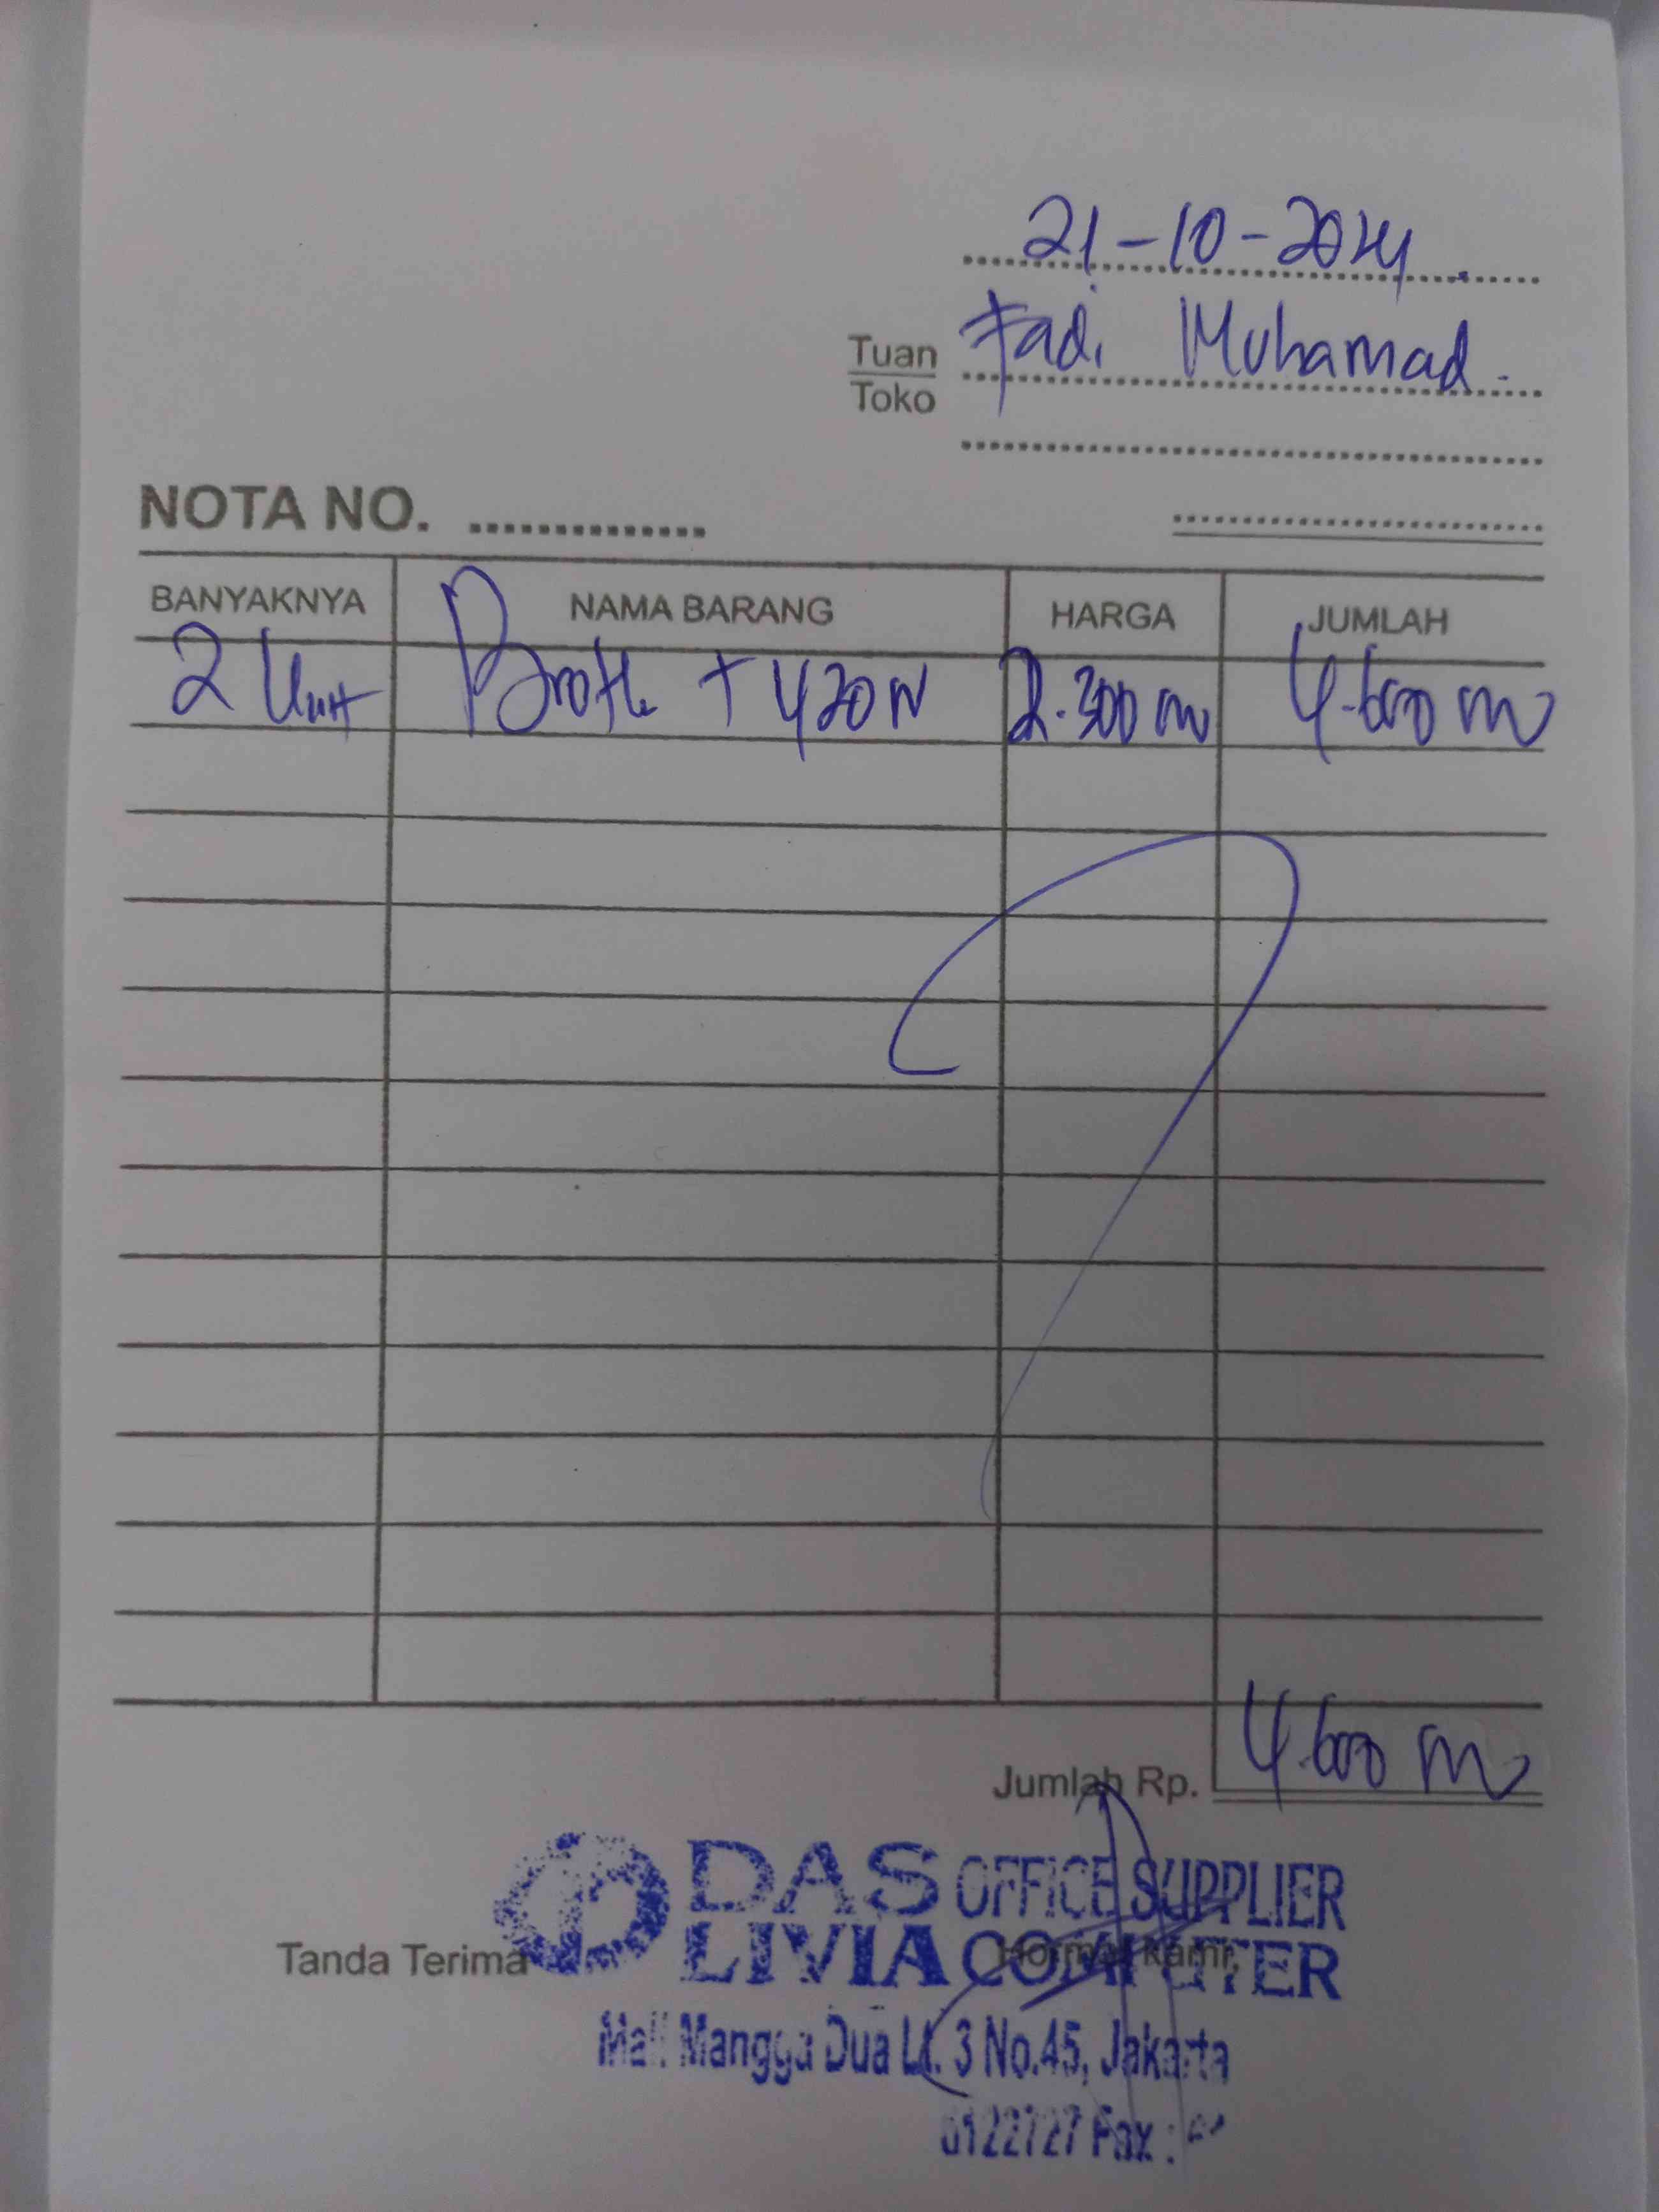 21-10-2024.
Tuan Fadi Muhamad.
Toko
NOTA NO. ..............
BANYAKNYA NAMA BARANG HARGA JUMLAH
2 Unit Brother T420W 2.300 4.600
Jumlah Rp. 4.600
DAS OFFICE SUPPLIER
LIVIA COMPUTER
Tanda Terima Hormat kami,
Mall Mangga Dua Lt. 3 No.45, Jakarta
6122727 Fax :